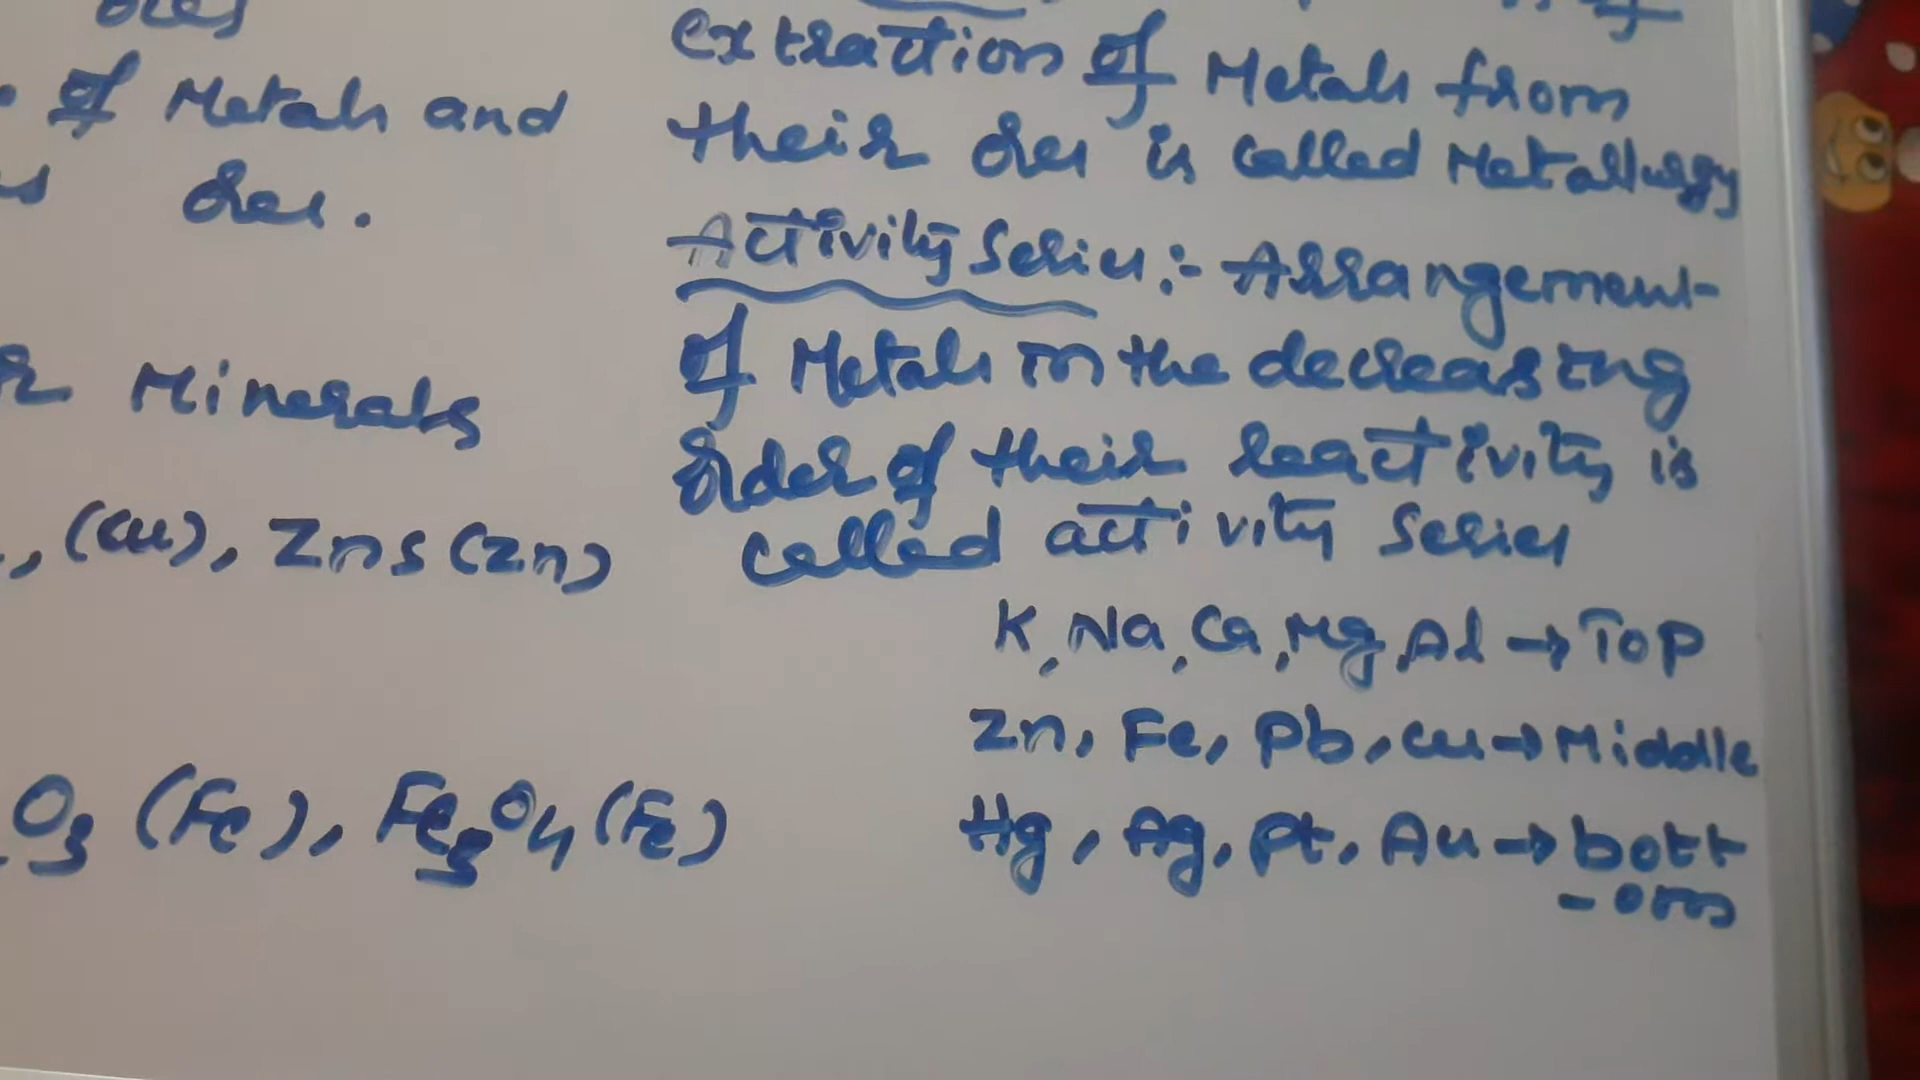 ores
of Metals and
ores.
Minerals
, (Cu), ZnS (Zn)
O3 (Fe), Fe3O4 (Fe)
extraction of Metals from
their ores is called Metallurgy
Activity Series :- Arrangement
of Metals in the decreasing
Order of their reactivity is
called activity Series
K, Na, Ca, Mg, Al → Top
Zn, Fe, Pb, Cu → Middle
Hg, Ag, Pt, Au → bott
- om